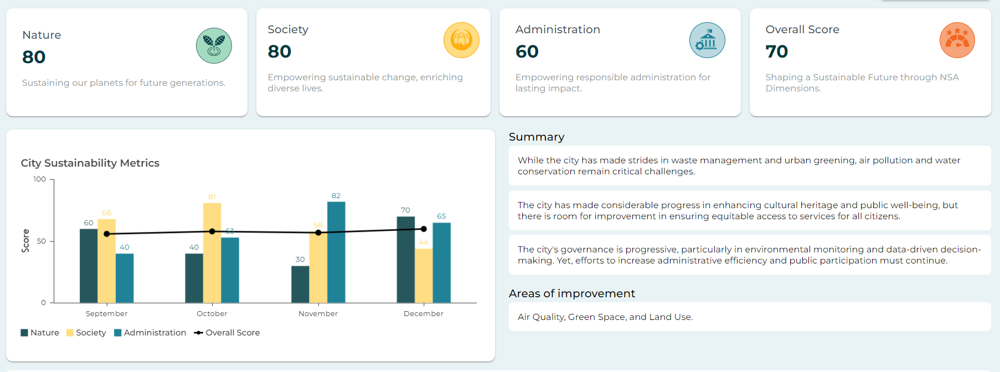 Nature
80
Sustaining our planets for future generations.
Society
80
Empowering sustainable change, enriching
diverse lives.
Administration
60
Empowering responsible administration for
lasting impact.
Overall Score
70
Shaping a Sustainable Future through NSA
Dimensions.
City Sustainability Metrics
Score
100
50
0
60
68
40
40
81
53
30
58
82
70
44
65
September
October
November
December
Nature
Society
Administration
Overall Score
Summary
While the city has made strides in waste management and urban greening, air pollution and water
conservation remain critical challenges.
The city has made considerable progress in enhancing cultural heritage and public well-being, but
there is room for improvement in ensuring equitable access to services for all citizens.
The city's governance is progressive, particularly in environmental monitoring and data-driven decision-
making. Yet, efforts to increase administrative efficiency and public participation must continue.
Areas of improvement
Air Quality, Green Space, and Land Use.